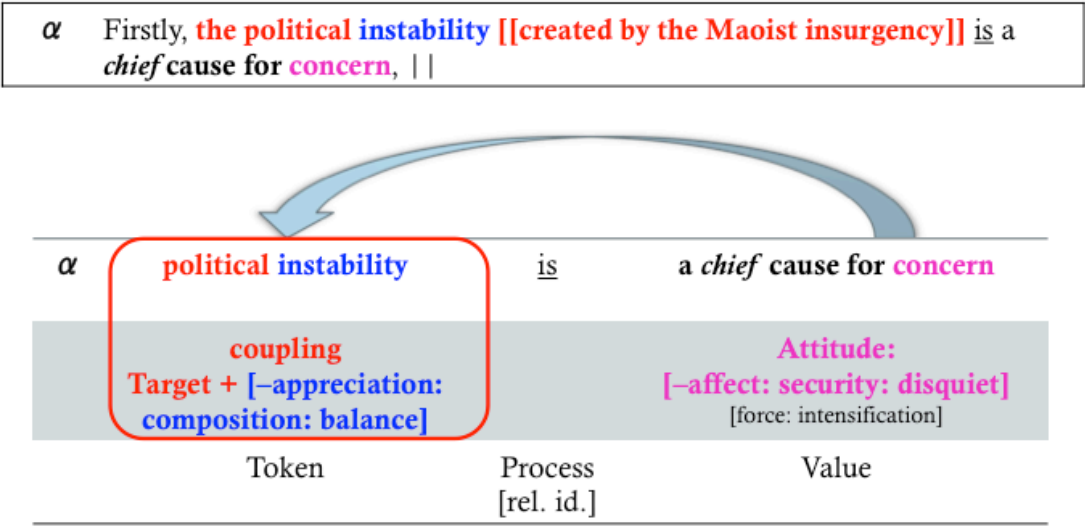 α Firstly, the political instability [[created by the Maoist insurgency]] is a
chief cause for concern, ||
α political instability is a chief cause for concern
coupling Attitude:
Target + [–appreciation: [–affect: security: disquiet]
composition: balance] [force: intensification]
Token Process Value
[rel. id.]